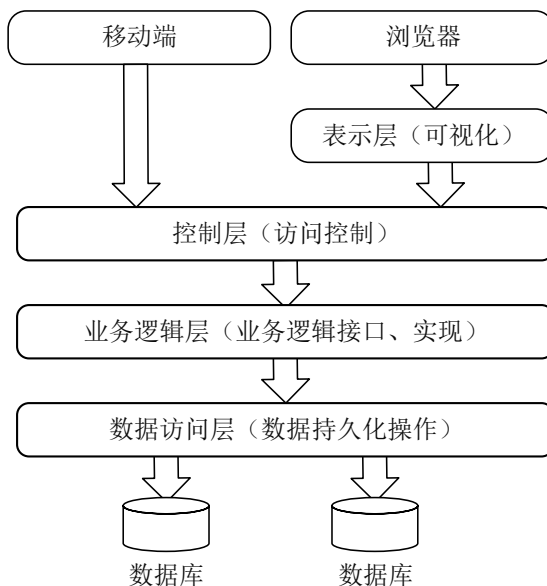 移动端
浏览器
表示层（可视化）
控制层（访问控制）
业务逻辑层（业务逻辑接口、实现）
数据访问层（数据持久化操作）
数据库
数据库